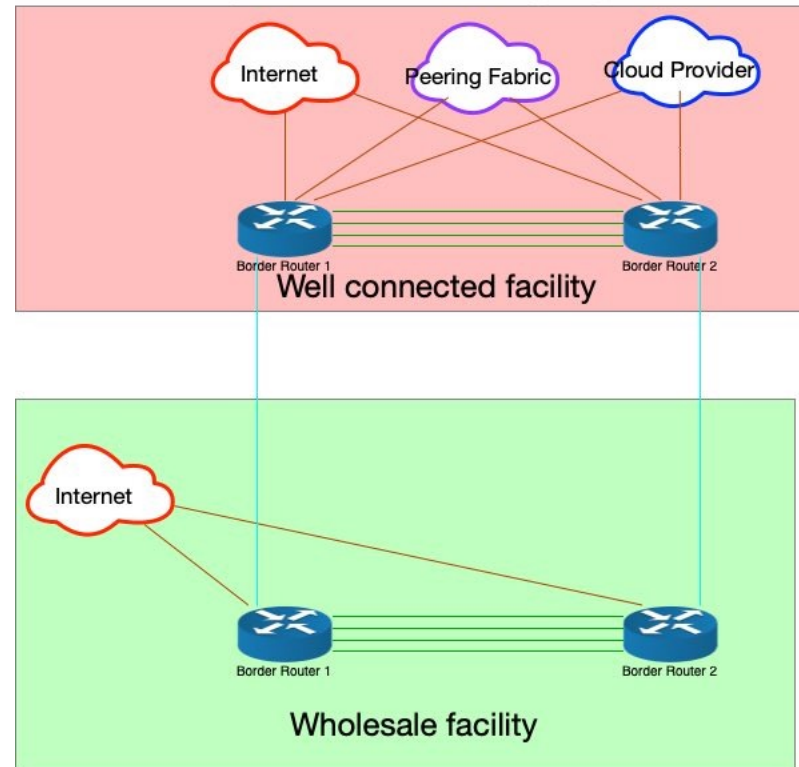 Internet
Peering Fabric
Cloud Provider
Border Router 1
Border Router 2
Well connected facility
Internet
Border Router 1
Border Router 2
Wholesale facility